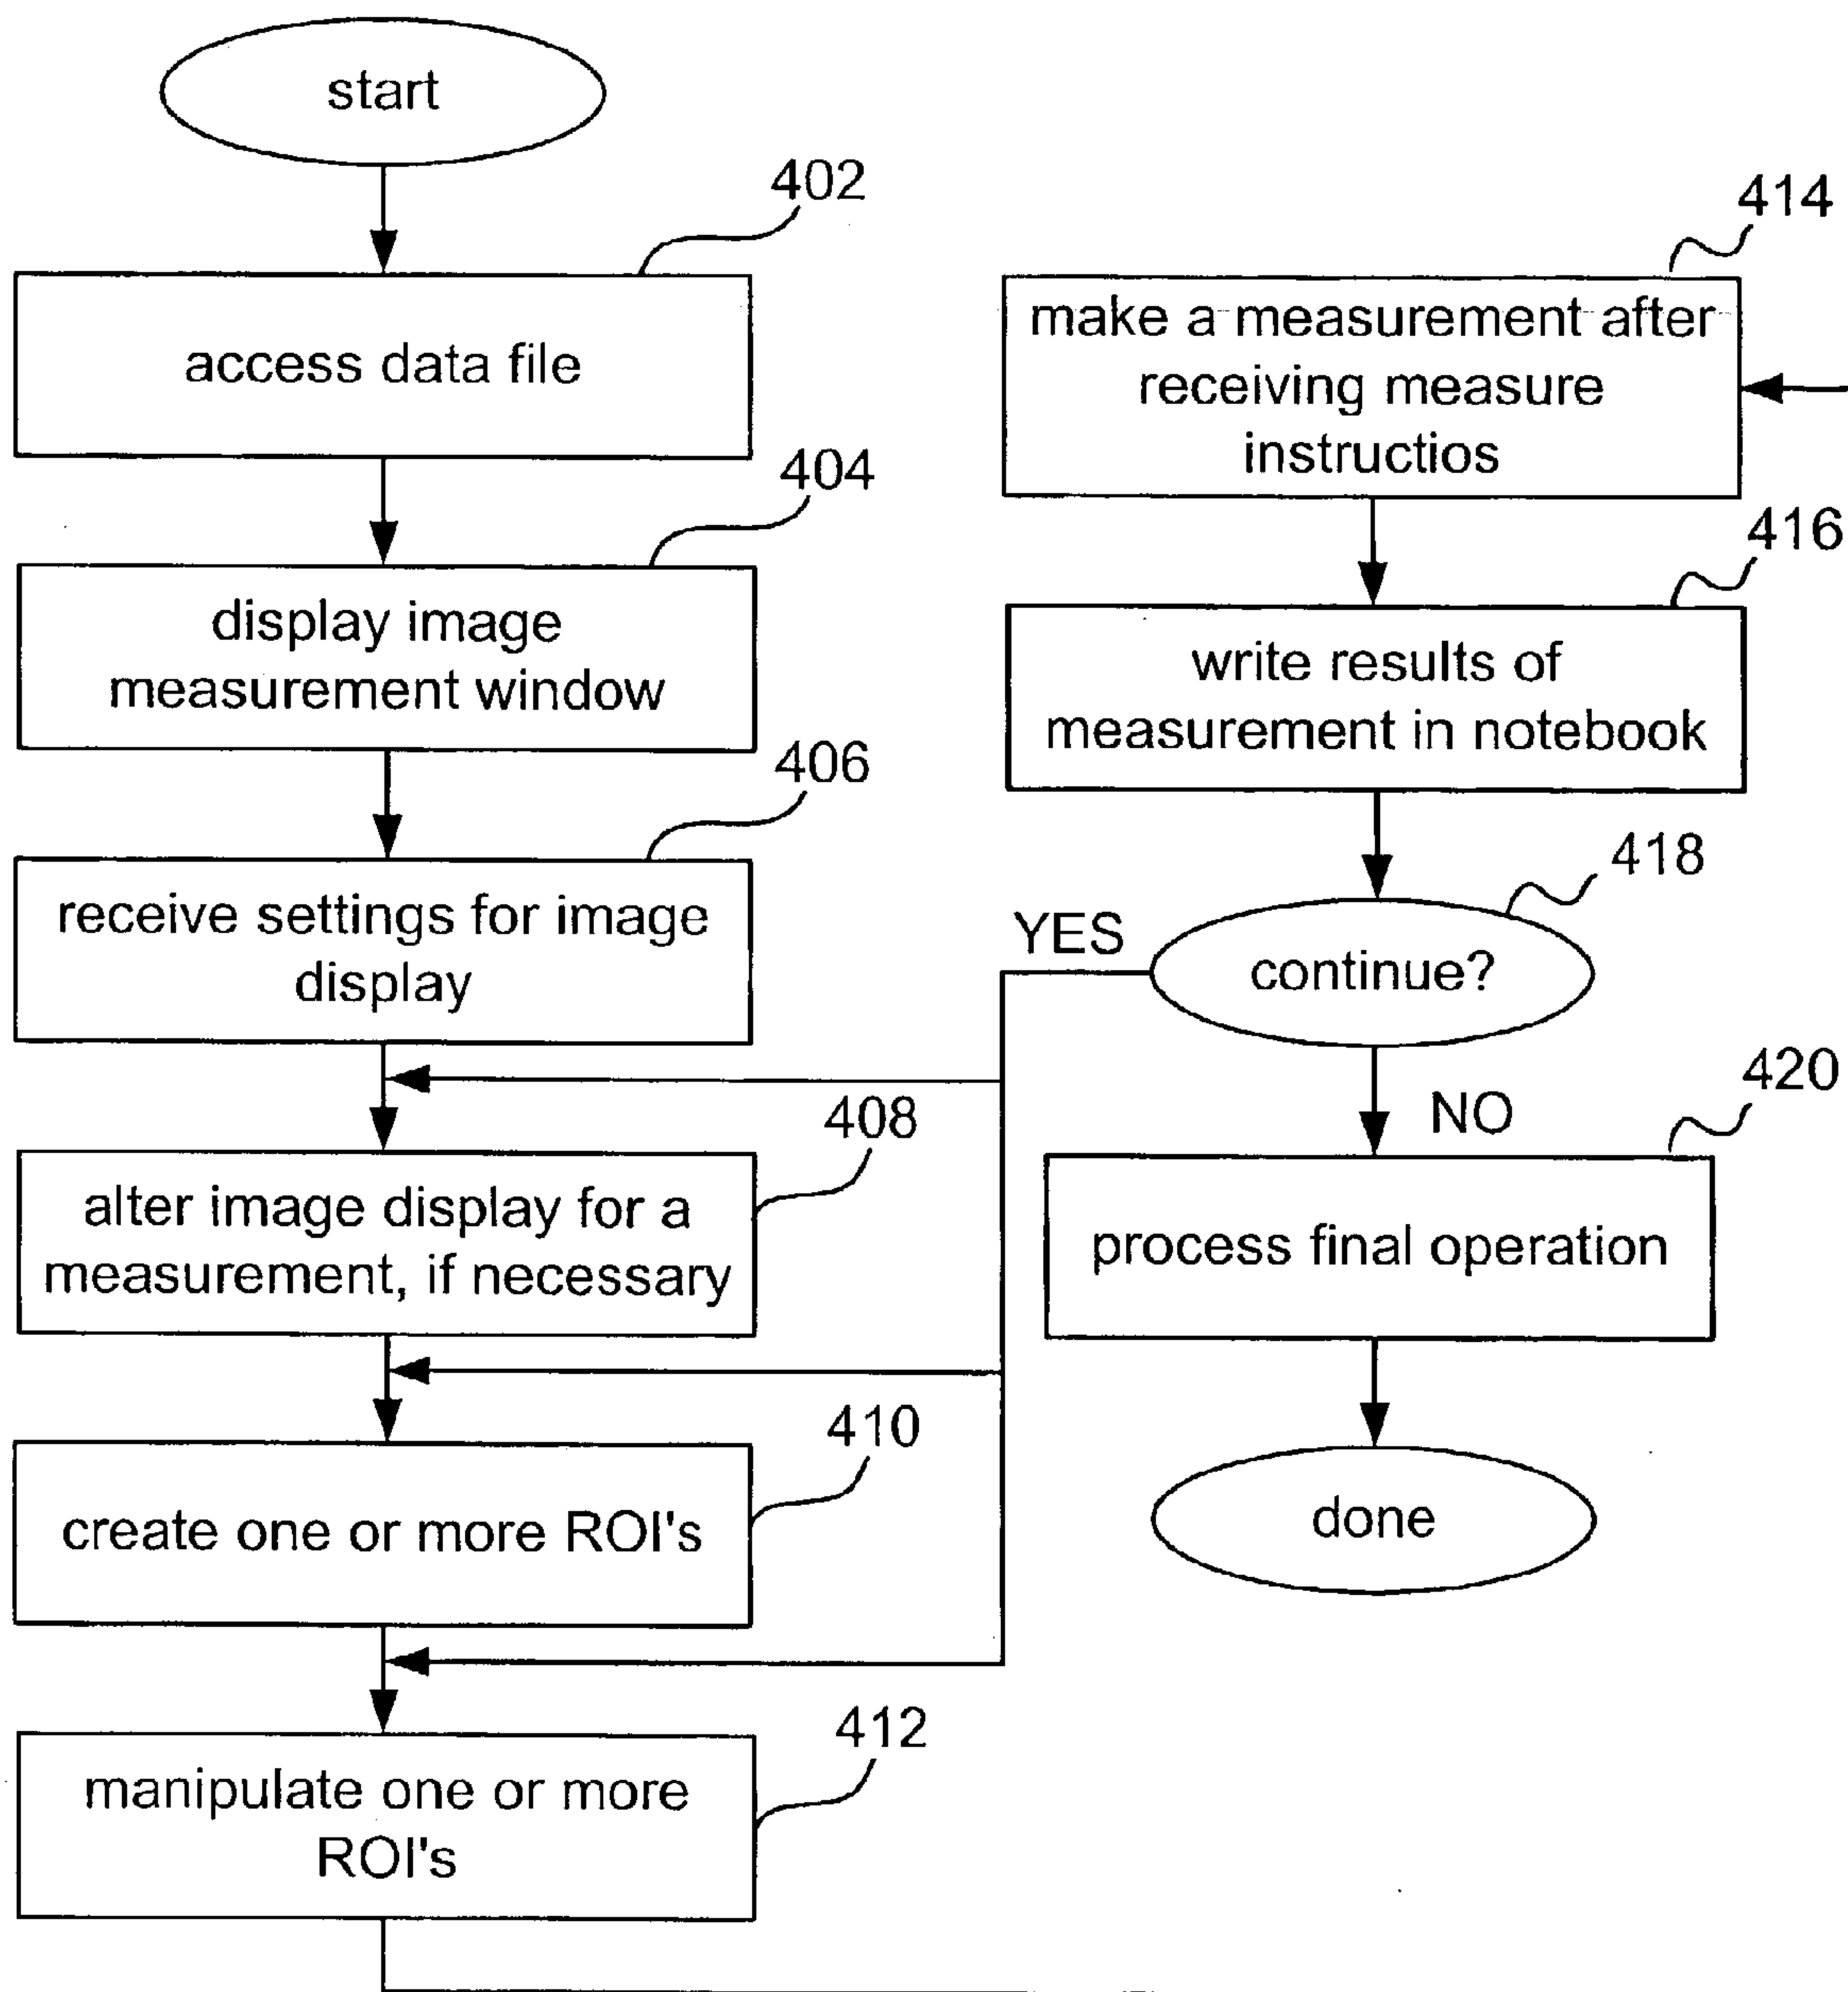 start
402
access data file
404
display image
measurement window
406
receive settings for image
display
408
alter image display for a
measurement, if necessary
410
create one or more ROI's
412
manipulate one or more
ROI's
414
make a measurement after
receiving measure
instructios
416
write results of
measurement in notebook
418
continue?
YES
NO
420
process final operation
done